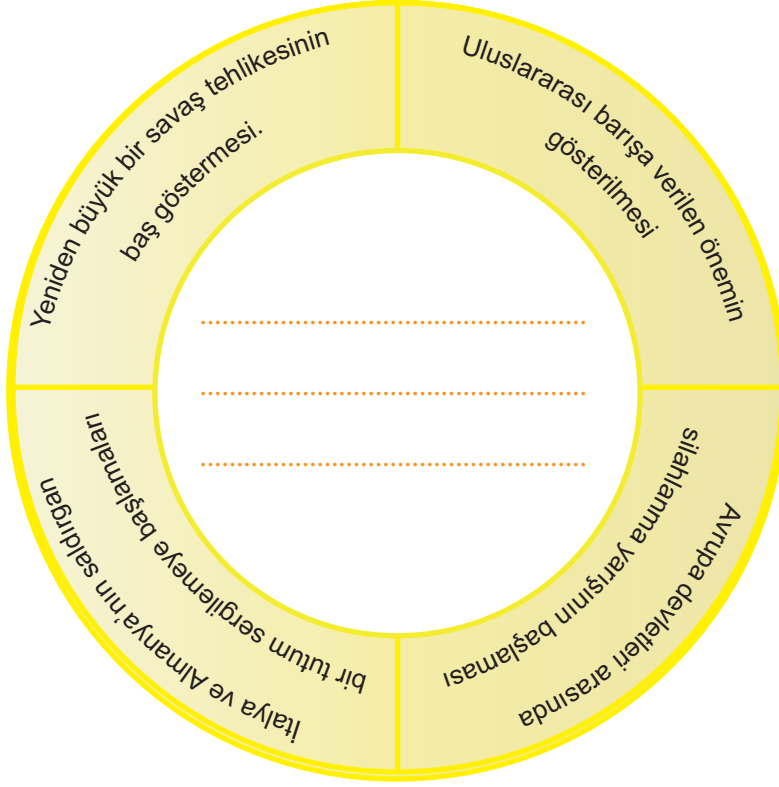 Yeniden büyük bir savaş tehlikesinin
baş göstermesi.
Uluslararası barışa verilen önemin
gösterilmesi
Avrupa devletleri arasında
silahlanma yarışının başlaması
İtalya ve Almanya'nın saldırgan
bir tutum sergilemeye başlamaları